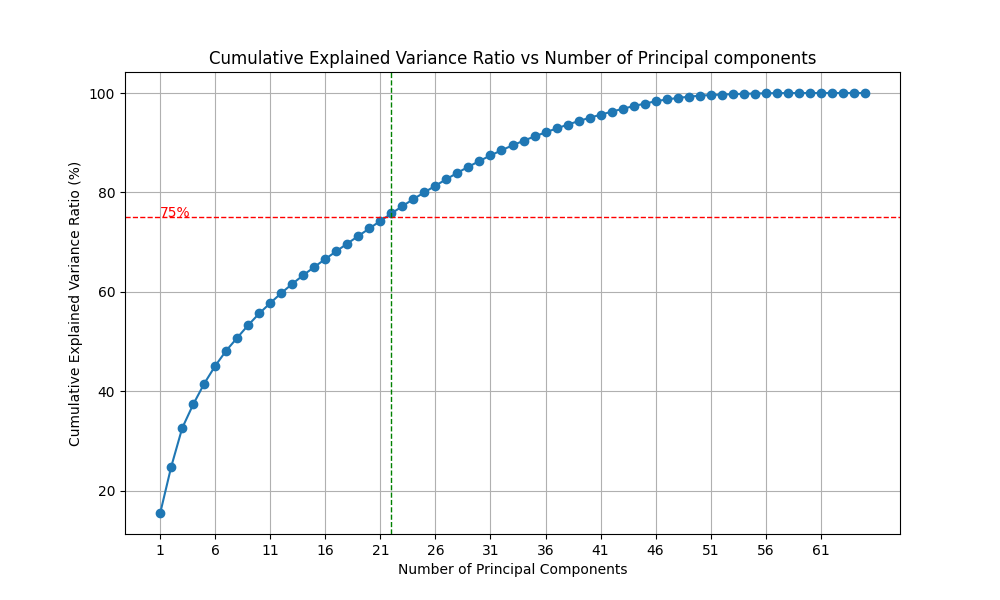 Cumulative Explained Variance Ratio vs Number of Principal components
Cumulative Explained Variance Ratio (%)
100
80
60
40
20
75%
1 6 11 16 21 26 31 36 41 46 51 56 61
Number of Principal Components